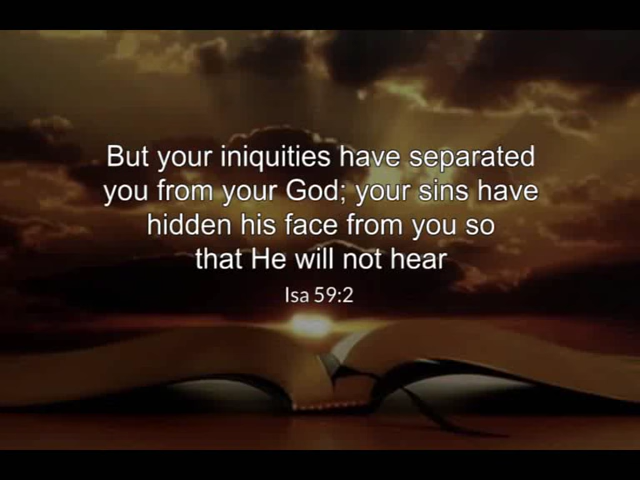 But your iniquities have separated
you from your God; your sins have
hidden his face from you so
that He will not hear
Isa 59:2